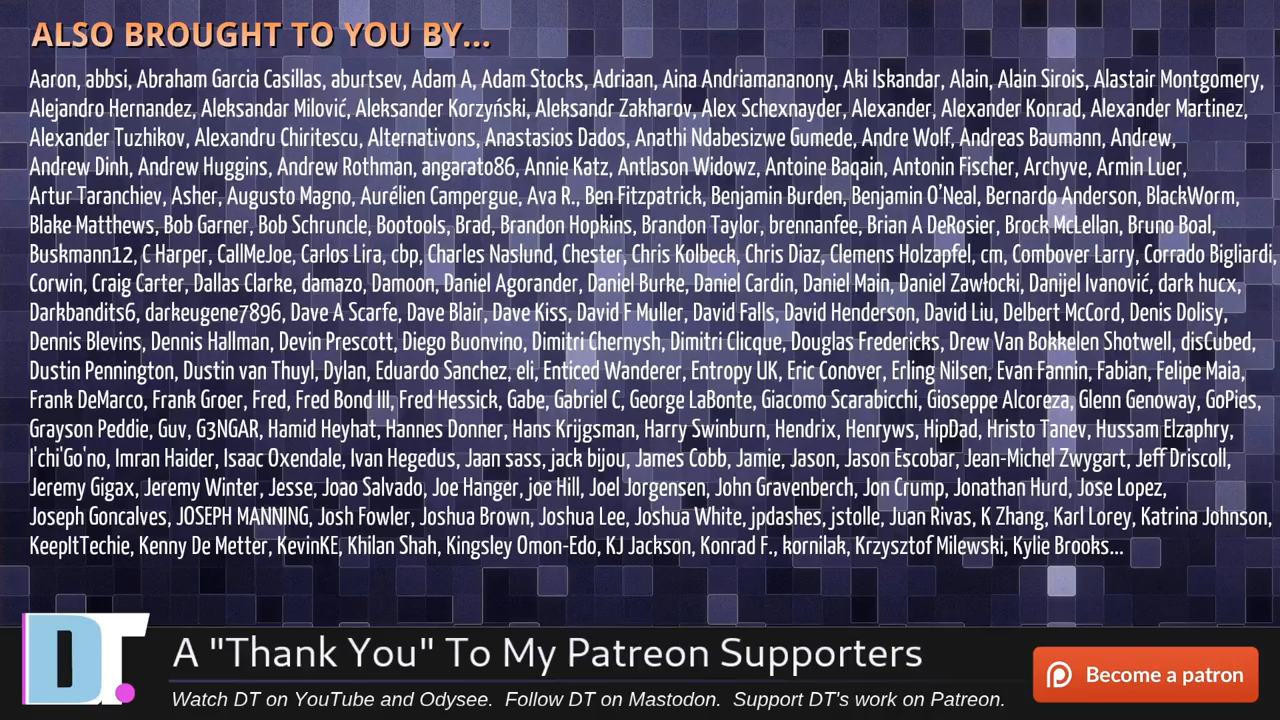 ALSO BROUGHT TO YOU BY...
Aaron, abbsi, Abraham Garcia Casillas, aburtsev, Adam A, Adam Stocks, Adriaan, Aina Andriamananony, Aki Iskandar, Alain, Alain Sirois, Alastair Montgomery,
Alejandro Hernandez, Aleksandar Milović, Aleksander Korzyński, Aleksandr Zakharov, Alex Schexnayder, Alexander, Alexander Konrad, Alexander Martinez,
Alexander Tuzhikov, Alexandru Chiritescu, Alternativons, Anastasios Dados, Anathi Ndabesizwe Gumede, Andre Wolf, Andreas Baumann, Andrew,
Andrew Dinh, Andrew Huggins, Andrew Rothman, angarato86, Annie Katz, Antlason Widowz, Antoine Baqain, Antonin Fischer, Archyve, Armin Luer,
Artur Taranchiev, Asher, Augusto Magno, Aurélien Campergue, Ava R., Ben Fitzpatrick, Benjamin Burden, Benjamin O’Neal, Bernardo Anderson, BlackWorm,
Blake Matthews, Bob Garner, Bob Schruncle, Bootools, Brad, Brandon Hopkins, Brandon Taylor, brennanfee, Brian A DeRosier, Brock McLellan, Bruno Boal,
Buskmann12, C Harper, CallMeJoe, Carlos Lira, cbp, Charles Naslund, Chester, Chris Kolbeck, Chris Diaz, Clemens Holzapfel, cm, Combover Larry, Corrado Bigliardi,
Corwin, Craig Carter, Dallas Clarke, damazo, Damoon, Daniel Agorander, Daniel Burke, Daniel Cardin, Daniel Main, Daniel Zawłocki, Danijel Ivanović, dark hucx,
Darkbandits6, darkeugene7896, Dave A Scarfe, Dave Blair, Dave Kiss, David F Muller, David Falls, David Henderson, David Liu, Delbert McCord, Denis Dolisy,
Dennis Blevins, Dennis Hallman, Devin Prescott, Diego Buonvino, Dimitri Chernysh, Dimitri Clicque, Douglas Fredericks, Drew Van Bokkelen Shotwell, disCubed,
Dustin Pennington, Dustin van Thuyl, Dylan, Eduardo Sanchez, eli, Enticed Wanderer, Entropy UK, Eric Conover, Erling Nilsen, Evan Fannin, Fabian, Felipe Maia,
Frank DeMarco, Frank Groer, Fred, Fred Bond III, Fred Hessick, Gabe, Gabriel C, George LaBonte, Giacomo Scarabicchi, Gioseppe Alcoreza, Glenn Genoway, GoPies,
Grayson Peddie, Guv, G3NGAR, Hamid Heyhat, Hannes Donner, Hans Krijgsman, Harry Swinburn, Hendrix, Henryws, HipDad, Hristo Tanev, Hussam Elzaphry,
I'chi'Go'no, Imran Haider, Isaac Oxendale, Ivan Hegedus, Jaan sass, jack bijou, James Cobb, Jamie, Jason, Jason Escobar, Jean-Michel Zwygart, Jeff Driscoll,
Jeremy Gigax, Jeremy Winter, Jesse, Joao Salvado, Joe Hanger, joe Hill, Joel Jorgensen, John Gravenberch, Jon Crump, Jonathan Hurd, Jose Lopez,
Joseph Goncalves, JOSEPH MANNING, Josh Fowler, Joshua Brown, Joshua Lee, Joshua White, jpdashes, jstolle, Juan Rivas, K Zhang, Karl Lorey, Katrina Johnson,
KeepItTechie, Kenny De Metter, KevinKE, Khilan Shah, Kingsley Omon-Edo, KJ Jackson, Konrad F., kornilak, Krzysztof Milewski, Kylie Brooks...
DT.
A "Thank You" To My Patreon Supporters
Watch DT on YouTube and Odysee. Follow DT on Mastodon. Support DT's work on Patreon.
Become a patron